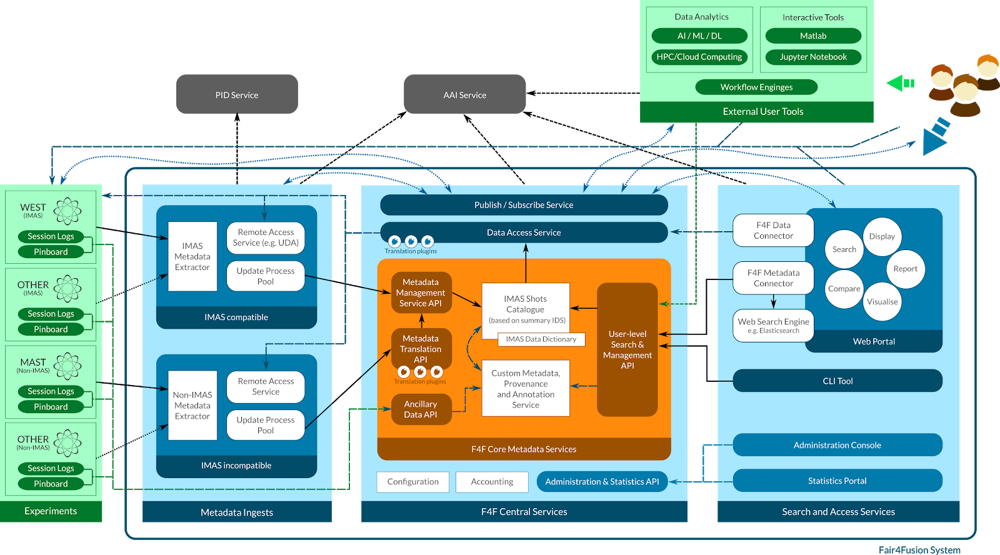 Data Analytics
AI / ML / DL
HPC/Cloud Computing
Interactive Tools
Matlab
Jupyter Notebook
Workflow Enginges
External User Tools
PID Service
AAI Service
WEST
(IMAS)
Session Logs
Pinboard
OTHER
(IMAS)
Session Logs
Pinboard
MAST
(Non-IMAS)
Session Logs
Pinboard
OTHER
(Non-IMAS)
Session Logs
Pinboard
Experiments
IMAS
Metadata
Extractor
Remote Access
Service (e.g. UDA)
Update Process
Pool
IMAS compatible
Non-IMAS
Metadata
Extractor
Remote Access
Service
Update Process
Pool
IMAS incompatible
Metadata Ingests
Publish / Subscribe Service
Data Access Service
Translation plugins
Metadata
Management
Service API
Metadata
Translation
API
Translation plugins
Ancillary
Data API
IMAS Shots
Catalogue
(based on summary IDS)
IMAS Data Dictionary
Custom Metadata,
Provenance
and Annotation
Service
User-level
Search &
Management
API
F4F Core Metadata Services
Configuration
Accounting
Administration & Statistics API
F4F Central Services
F4F Data
Connector
F4F Metadata
Connector
Web Search Engine
e.g. Elasticsearch
Search
Display
Report
Compare
Visualise
Web Portal
CLI Tool
Administration Console
Statistics Portal
Search and Access Services
Fair4Fusion System